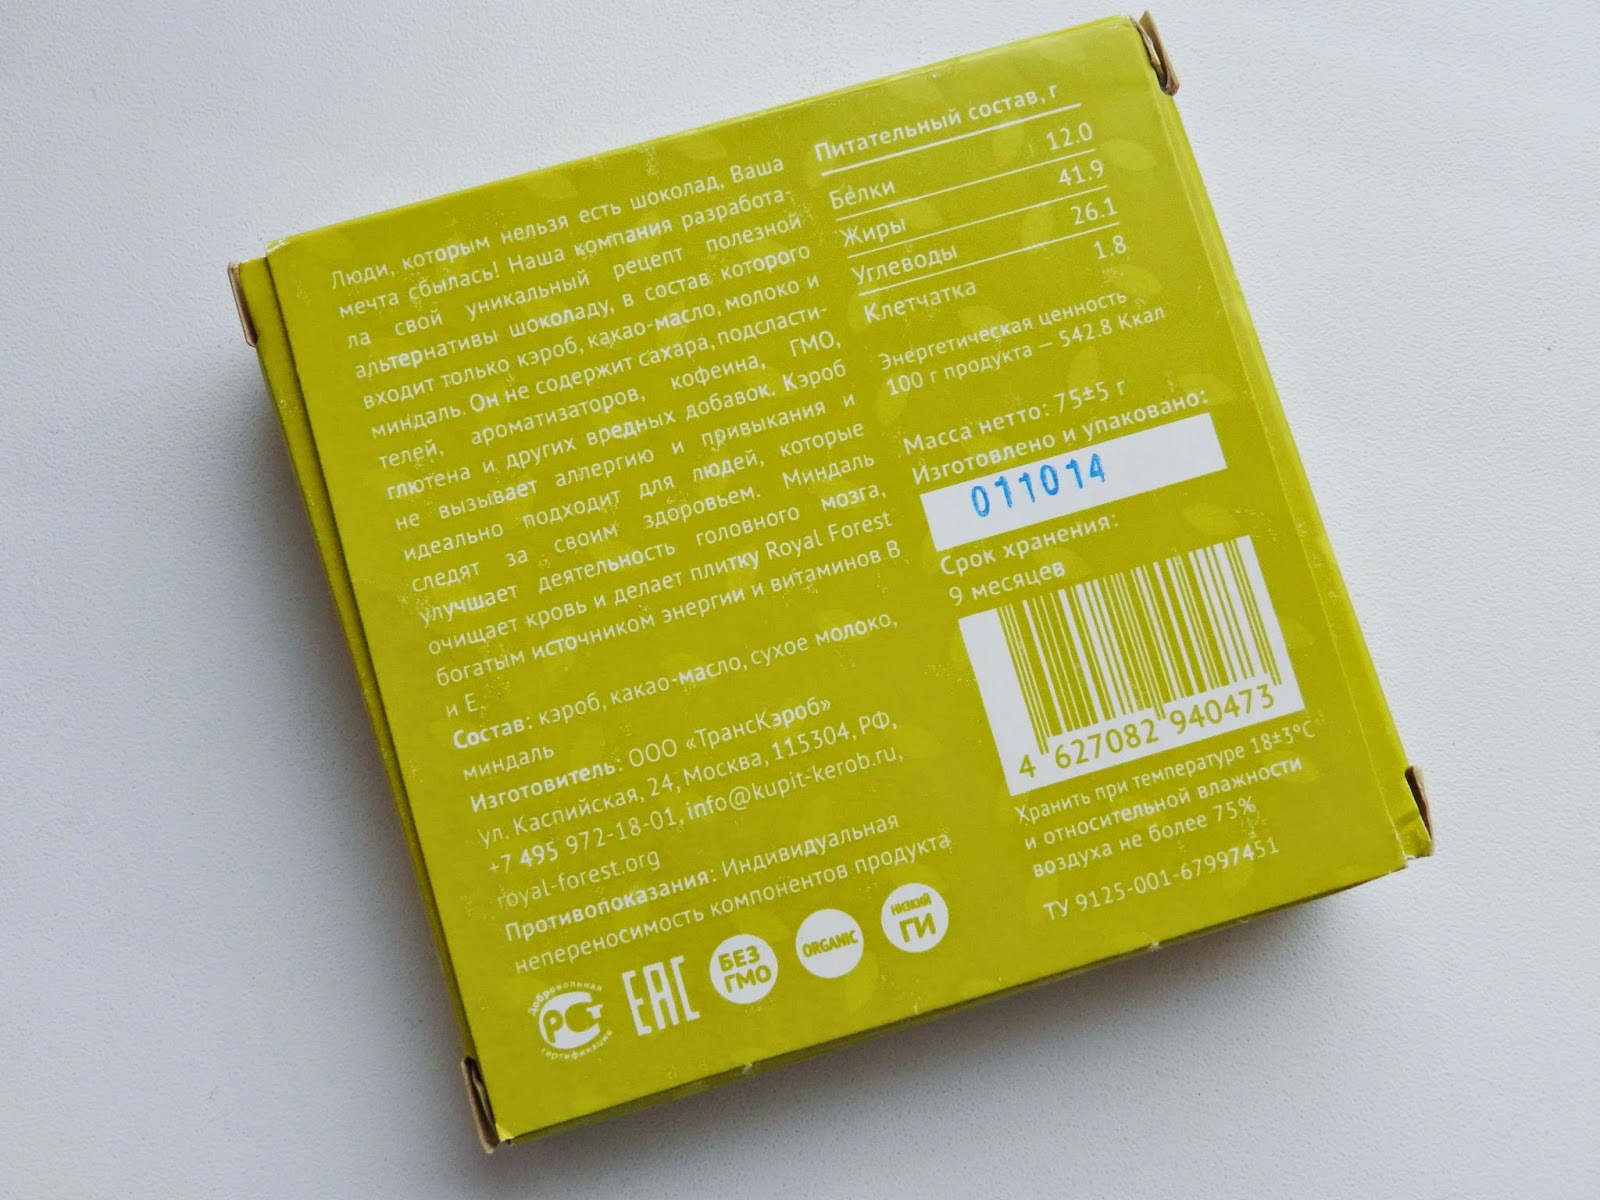 Люди, которым нельзя есть шоколад, Ваша
мечта сбылась! Наша компания разработа-
ла свой уникальный рецепт полезной
альтернативы шоколаду, в состав которого
входит только кэроб, какао-масло, молоко и
миндаль. Он не содержит сахара, подсласти-
телей, ароматизаторов, кофеина, ГМО,
глютена и других вредных добавок. Кэроб
не вызывает аллергию и привыкания и
идеально подходит для людей, которые
следят за своим здоровьем. Миндаль
улучшает деятельность головного мозга,
очищает кровь и делает плитку Royal Forest
богатым источником энергии и витаминов В
и Е.
Состав: кэроб, какао-масло, сухое молоко,
миндаль
Изготовитель: ООО «ТрансКэроб»
ул. Каспийская, 24, Москва, 115304, РФ,
+7 495 972-18-01, info@kupit-kerob.ru,
royal-forest.org
Противопоказания: Индивидуальная
непереносимость компонентов продукта
Добровольная
РСТ
сертификация
ЕАС
БЕЗ
ГМО
ORGANIC
НИЗКИЙ
ГИ
Питательный состав, г
Белки 12.0
Жиры 41.9
Углеводы 26.1
Клетчатка 1.8
Энергетическая ценность
100 г продукта – 542.8 Ккал
Масса нетто: 75±5 г
Изготовлено и упаковано:
011014
Срок хранения:
9 месяцев
4 627082 940473
Хранить при температуре 18±3°С
и относительной влажности
воздуха не более 75%
ТУ 9125-001-67997451